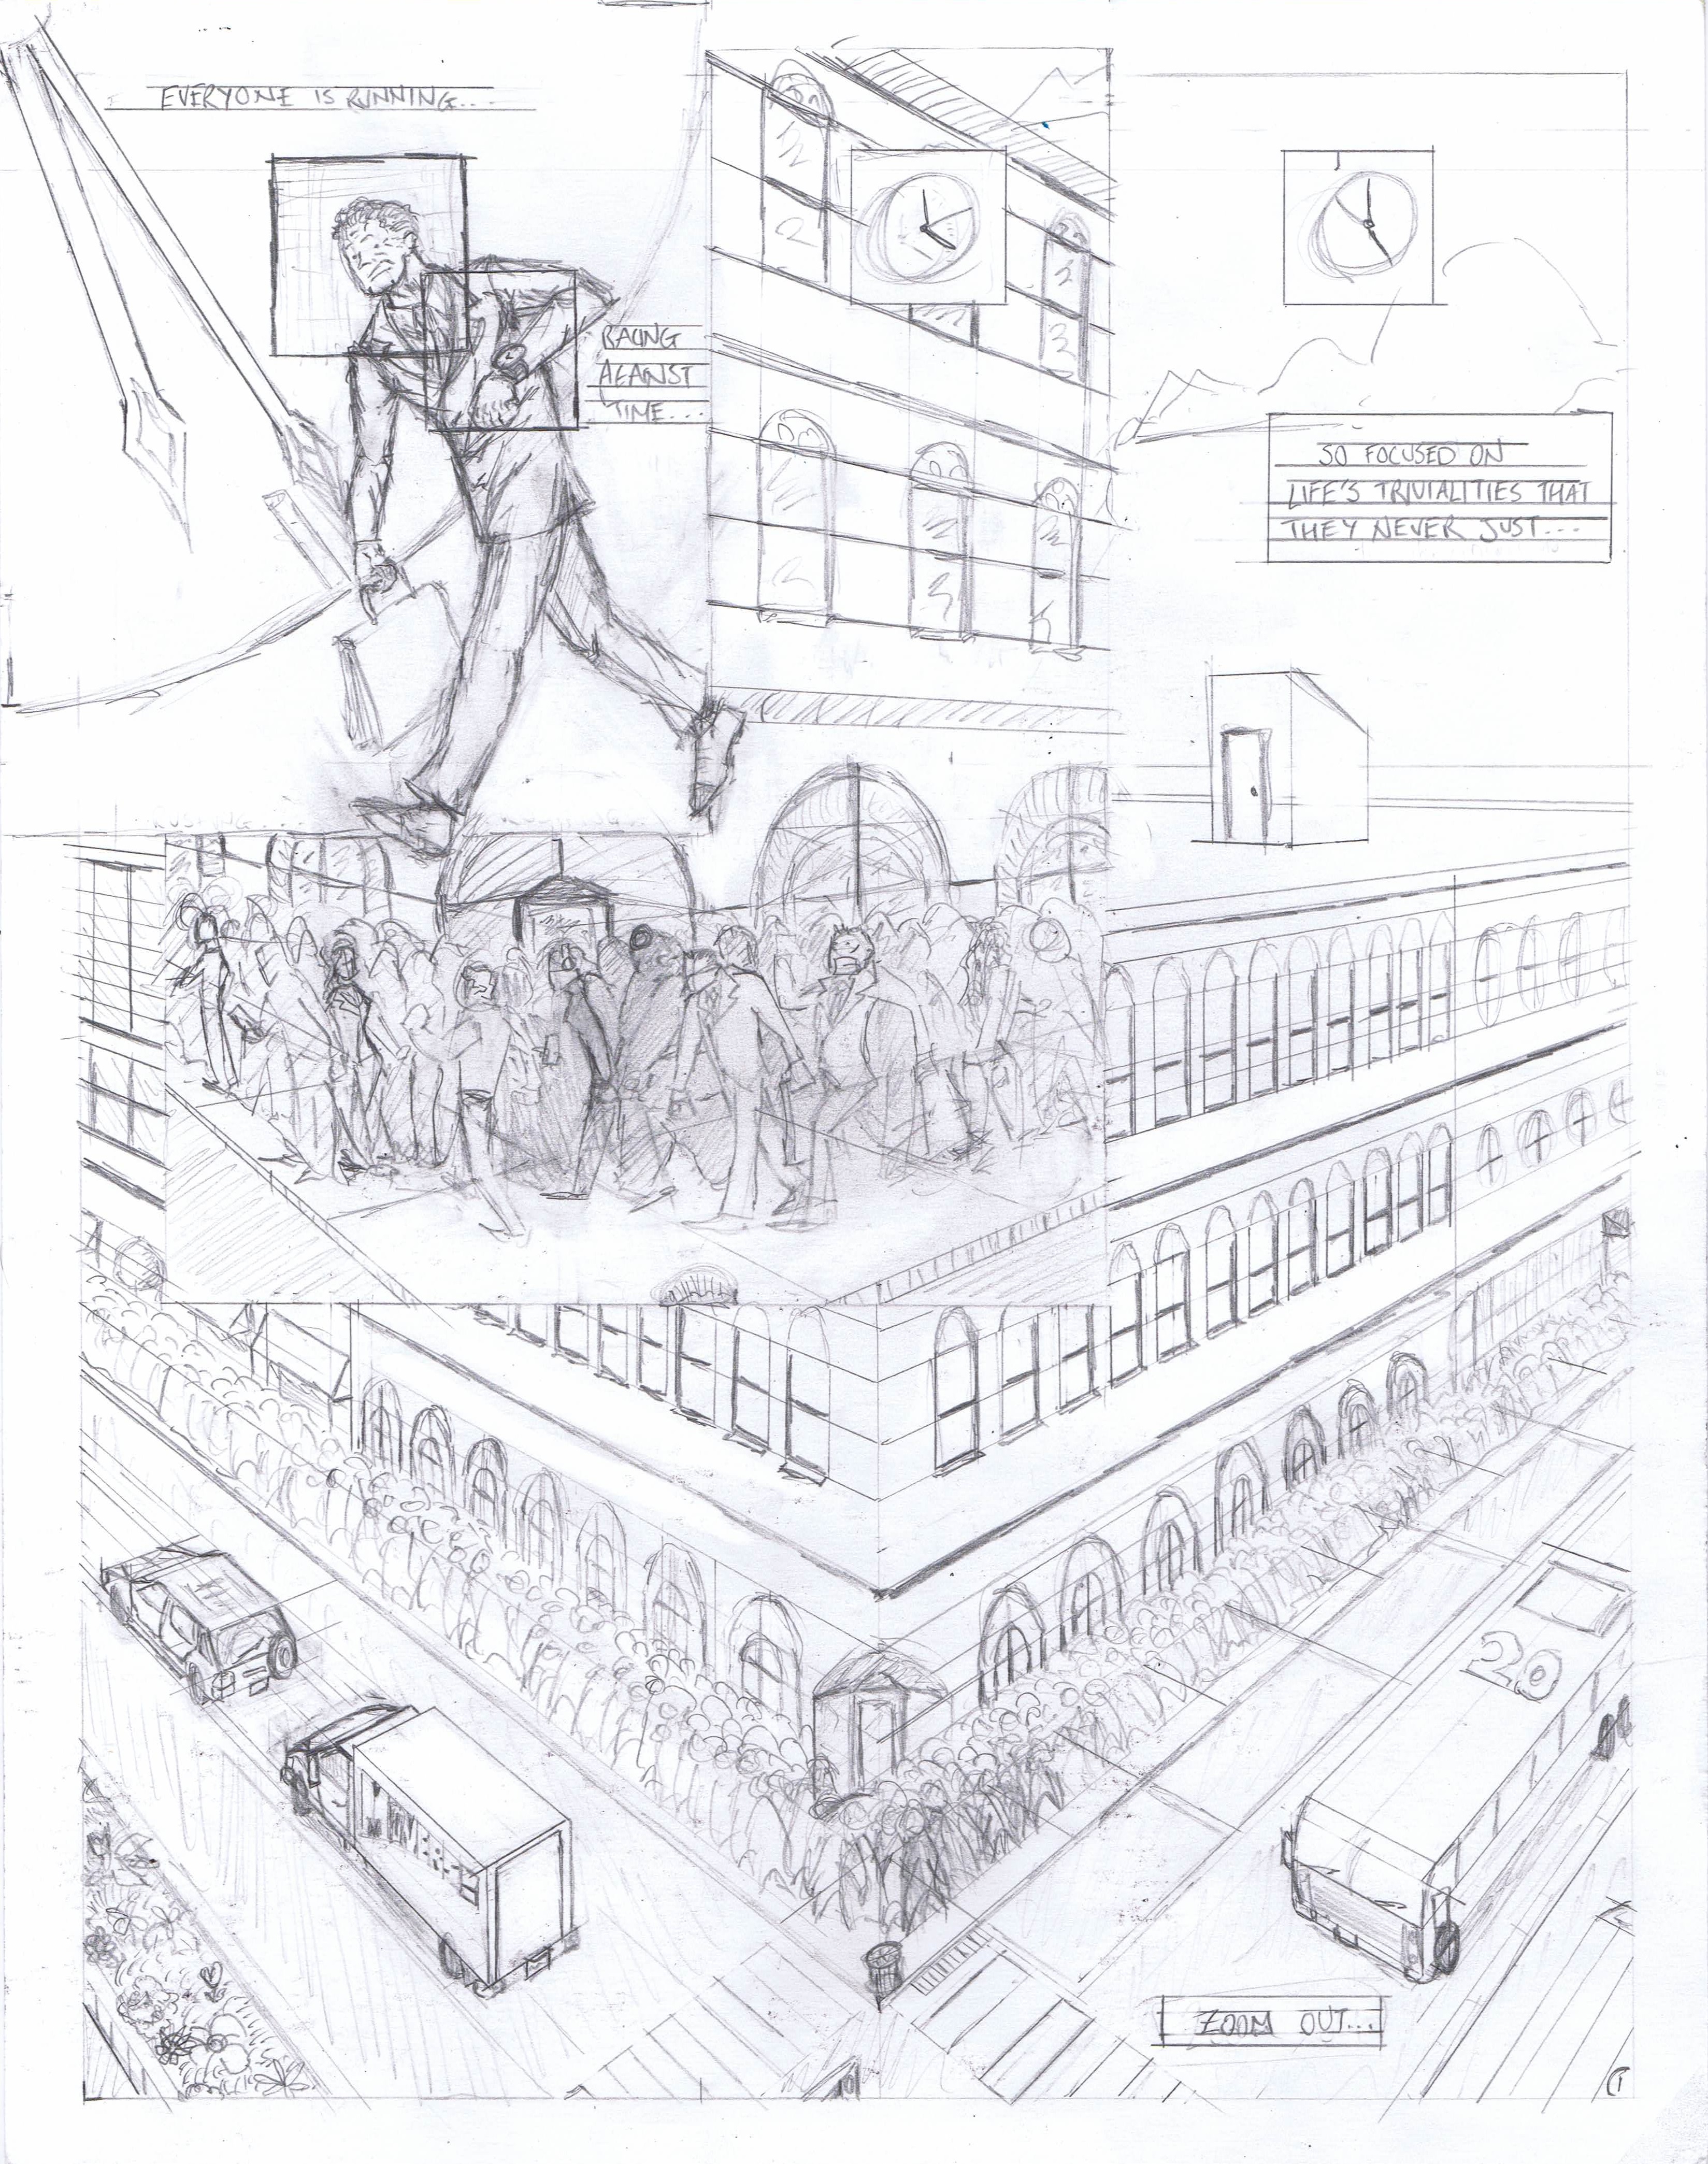 EVERYONE IS RUNNING...
RACING
AGAINST
TIME...
SO FOCUSED ON
LIFE'S TRIVIALITIES THAT
THEY NEVER JUST...
20
ZOOM OUT...
1